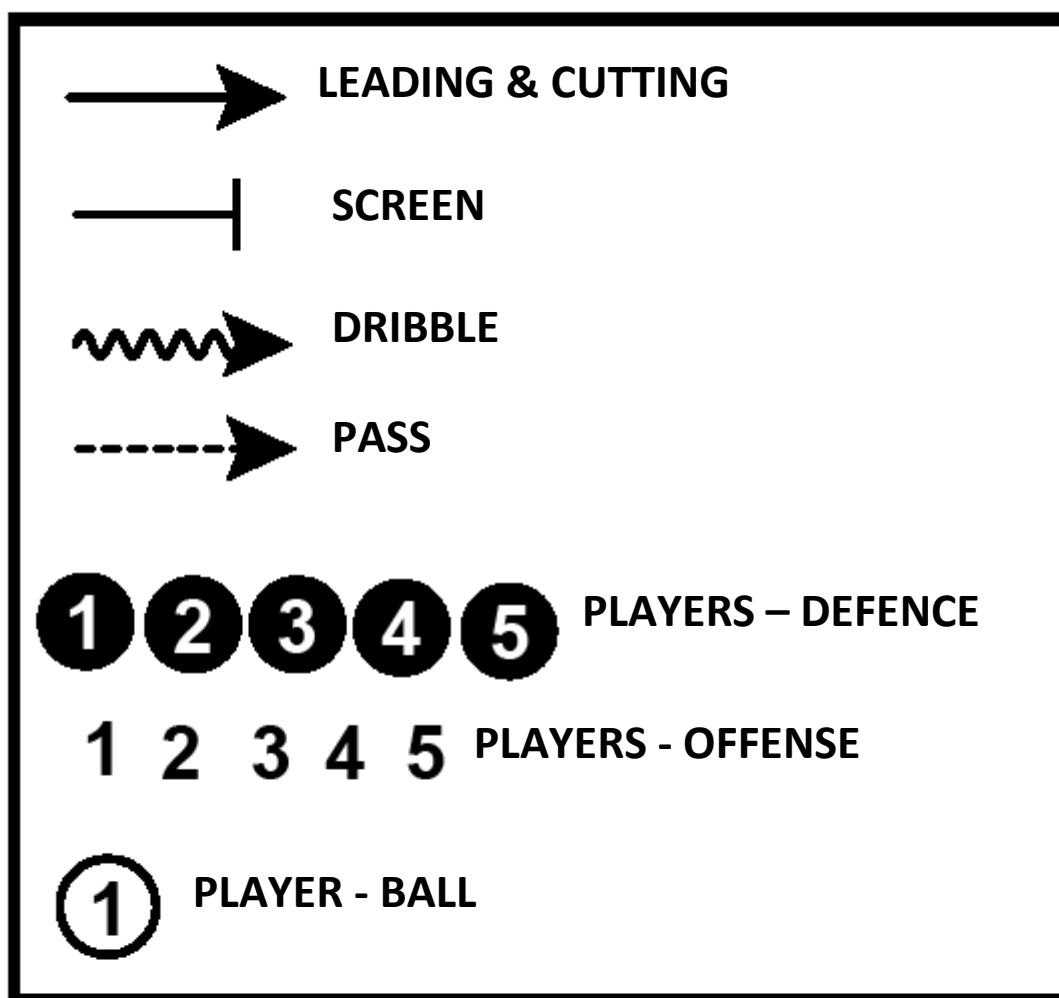 LEADING & CUTTING
SCREEN
DRIBBLE
PASS
1 2 3 4 5 PLAYERS – DEFENCE
1 2 3 4 5 PLAYERS - OFFENSE
1 PLAYER - BALL